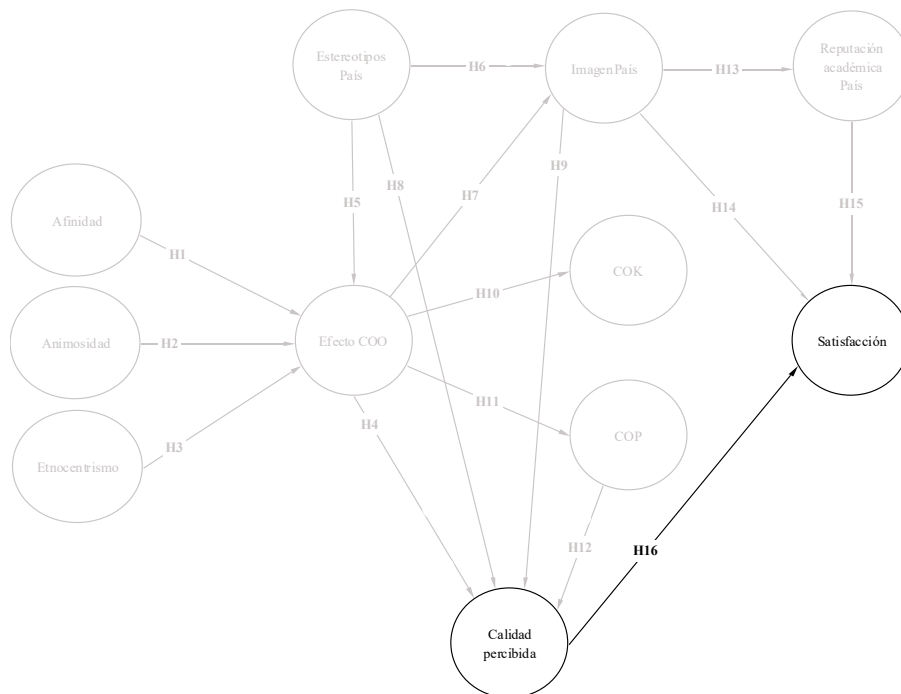 Estereotipos
País
H6
Imagen País
H13
Reputación
académica
País
H9
H8
H7
H5
H14
H15
Afinidad
H1
COK
H10
Animosidad
H2
Efecto COO
Satisfacción
H11
H4
COP
Etnocentrismo
H3
H12
H16
Calidad
percibida